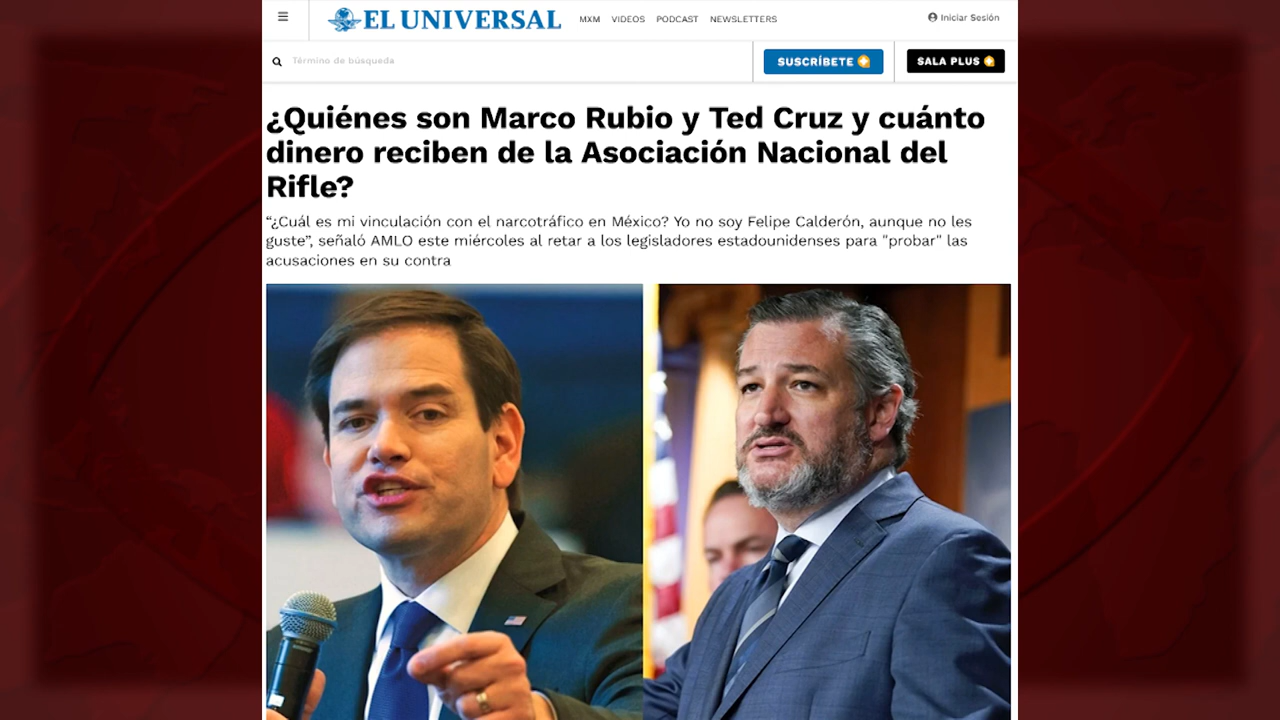 EL UNIVERSAL MXM VIDEOS PODCAST NEWSLETTERS Iniciar Sesión
Término de búsqueda SUSCRÍBETE SALA PLUS
¿Quiénes son Marco Rubio y Ted Cruz y cuánto
dinero reciben de la Asociación Nacional del
Rifle?
“¿Cuál es mi vinculación con el narcotráfico en México? Yo no soy Felipe Calderón, aunque no les
guste”, señaló AMLO este miércoles al retar a los legisladores estadounidenses para "probar" las
acusaciones en su contra